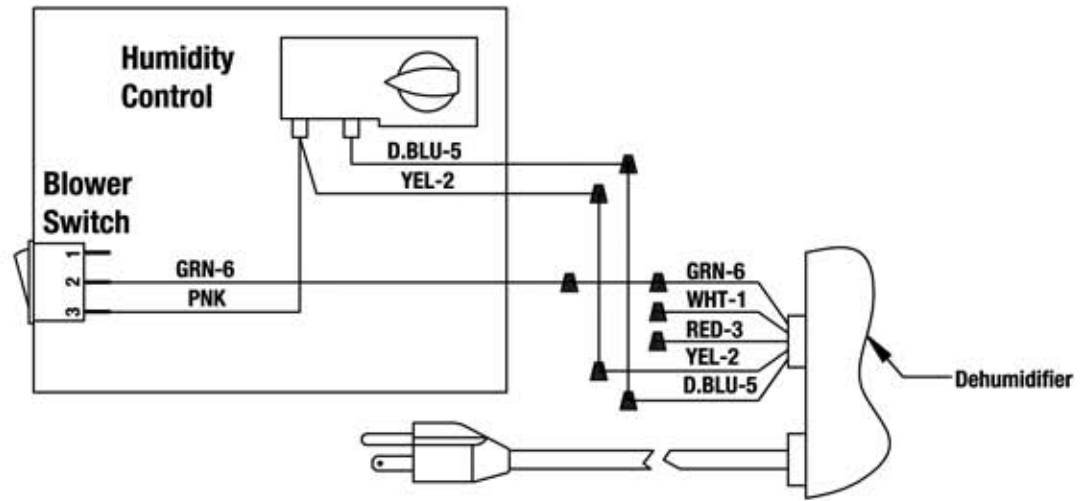 Humidity
Control
D.BLU-5
YEL-2
Blower
Switch
1
2
3
GRN-6
PNK
GRN-6
WHT-1
RED-3
YEL-2
D.BLU-5
Dehumidifier